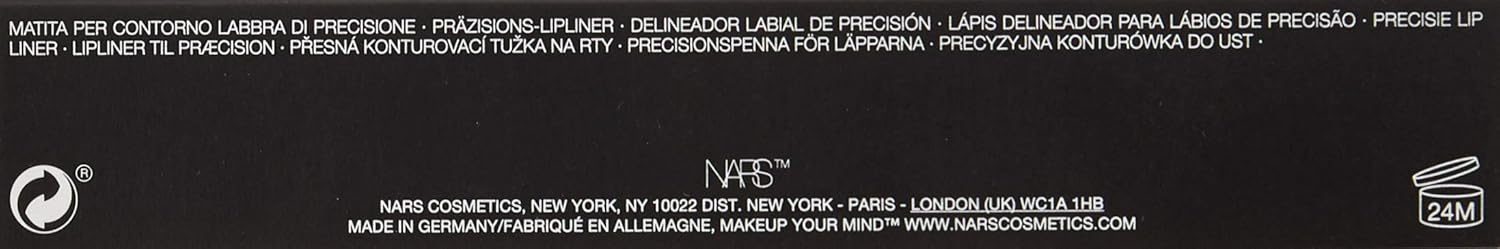 MATITA PER CONTORNO LABBRA DI PRECISIONE · PRÄZISIONS-LIPLINER · DELINEADOR LABIAL DE PRECISIÓN · LÁPIS DELINEADOR PARA LÁBIOS DE PRECISÃO · PRECISIE LIP
LINER · LIPLINER TIL PRÆCISION · PŘESNÁ KONTUROVACÍ TUŽKA NA RTY · PRECISIONSPENNA FÖR LÄPPARNA · PRECYZYJNA KONTURÓWKA DO UST ·
®
NARS™
NARS COSMETICS, NEW YORK, NY 10022 DIST. NEW YORK - PARIS - LONDON (UK) WC1A 1HB
MADE IN GERMANY/FABRIQUÉ EN ALLEMAGNE, MAKEUP YOUR MIND™ WWW.NARSCOSMETICS.COM
24M